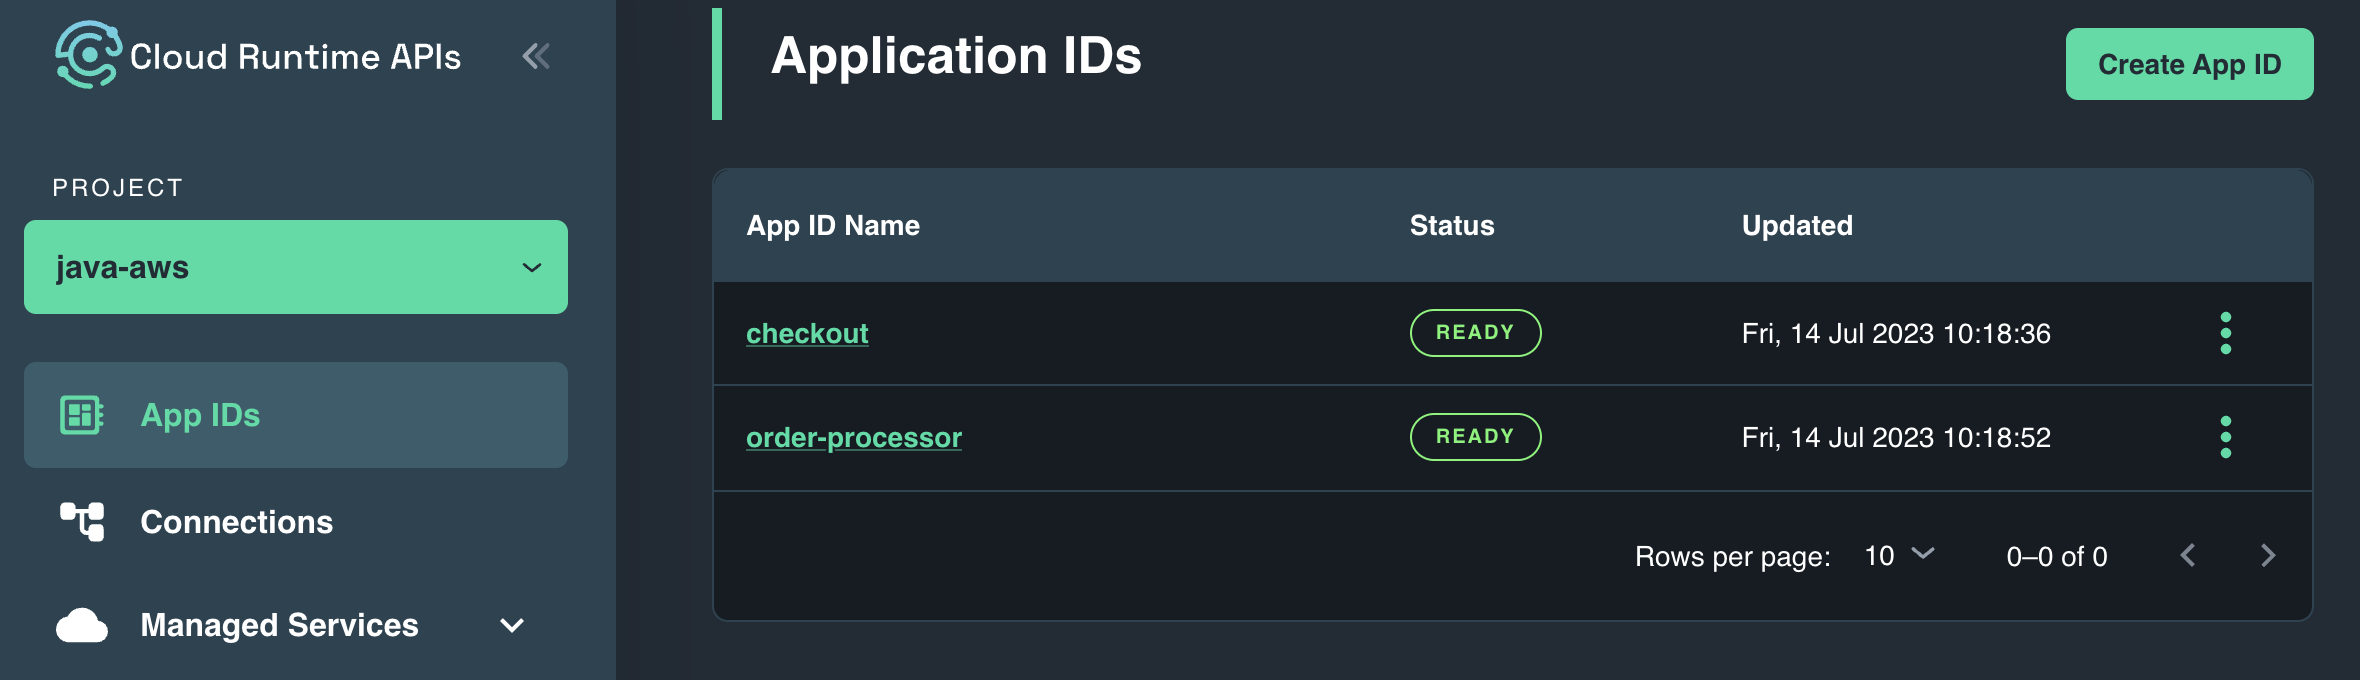 Cloud Runtime APIs
PROJECT
java-aws
App IDs
Connections
Managed Services
Application IDs
Create App ID
App ID Name Status Updated
checkout READY Fri, 14 Jul 2023 10:18:36
order-processor READY Fri, 14 Jul 2023 10:18:52
Rows per page: 10 0–0 of 0